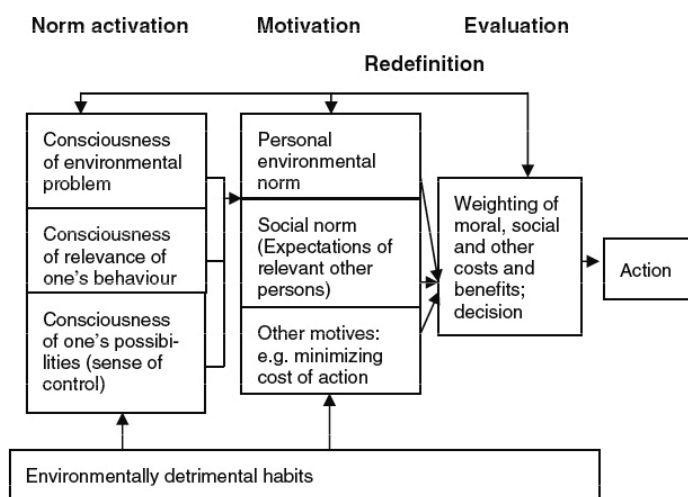 Norm activation
Motivation
Evaluation
Redefinition
Consciousness
of environmental
problem
Consciousness
of relevance of
one's behaviour
Consciousness
of one's possibi-
lities (sense of
control)
Personal
environmental
norm
Social norm
(Expectations of
relevant other
persons)
Other motives:
e.g. minimizing
cost of action
Weighting of
moral, social
and other
costs and
benefits;
decision
Action
Environmentally detrimental habits